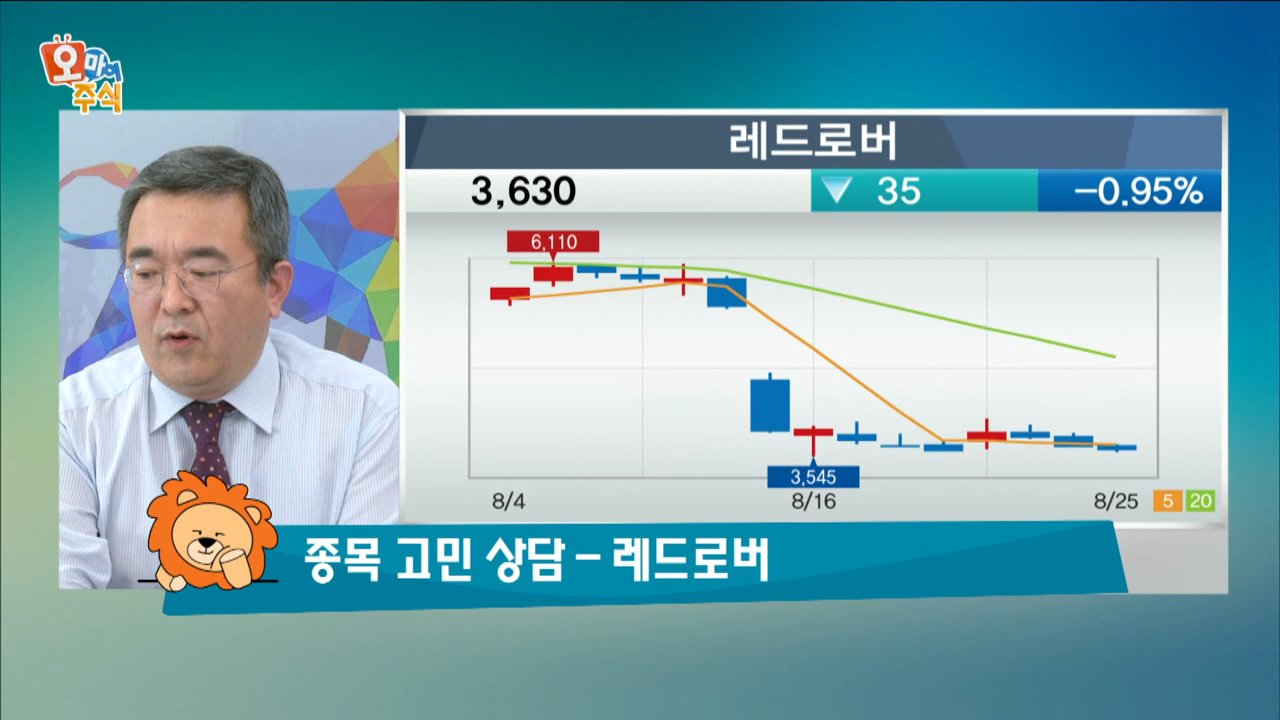 오마이
주식
레드로버
3,630 ▼ 35 -0.95%
6,110
3,545
8/4 8/16 8/25 5 20
종목 고민 상담 - 레드로버